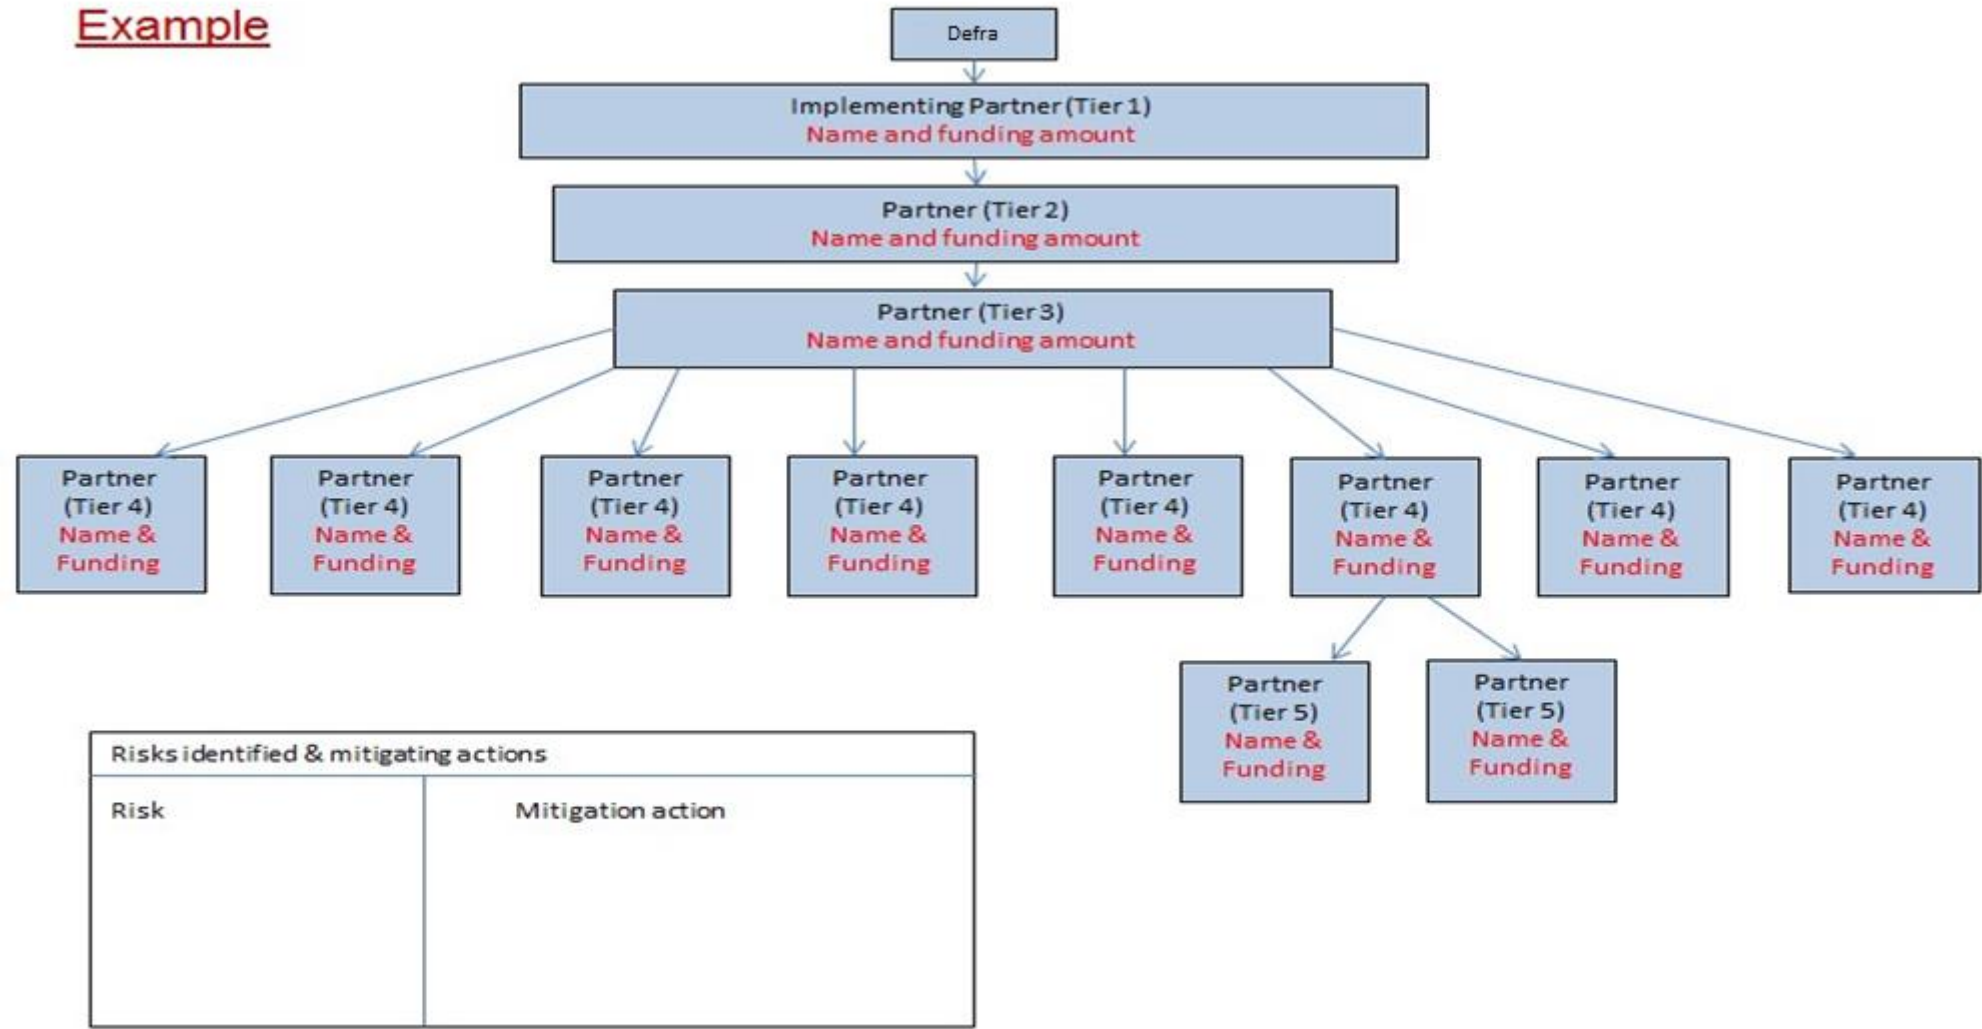 Example
Defra
Implementing Partner (Tier 1)
Name and funding amount
Partner (Tier 2)
Name and funding amount
Partner (Tier 3)
Name and funding amount
Partner
(Tier 4)
Name &
Funding
Partner
(Tier 4)
Name &
Funding
Partner
(Tier 4)
Name &
Funding
Partner
(Tier 4)
Name &
Funding
Partner
(Tier 4)
Name &
Funding
Partner
(Tier 4)
Name &
Funding
Partner
(Tier 4)
Name &
Funding
Partner
(Tier 4)
Name &
Funding
Partner
(Tier 5)
Name &
Funding
Partner
(Tier 5)
Name &
Funding
Risks identified & mitigating actions
Risk
Mitigation action